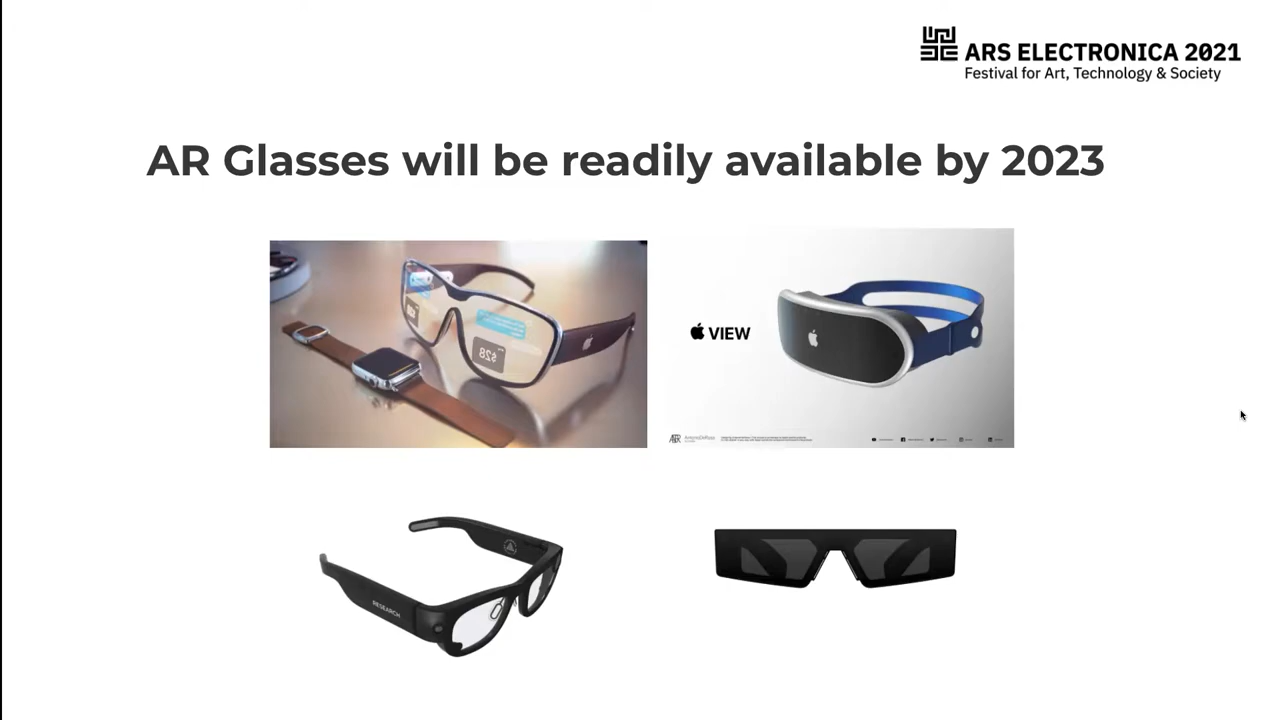 ARS ELECTRONICA 2021
Festival for Art, Technology & Society
AR Glasses will be readily available by 2023
$28
VIEW
RESEARCH